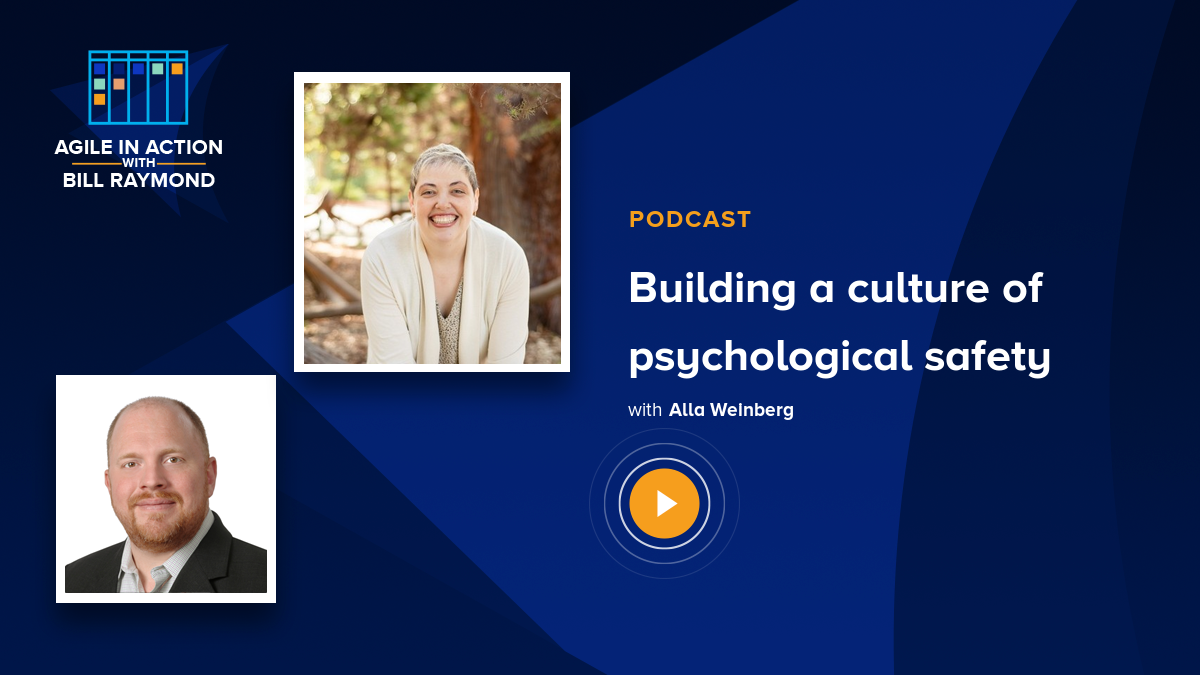 AGILE IN ACTION
WITH
BILL RAYMOND
PODCAST
Building a culture of
psychological safety
with Alla WeInberg